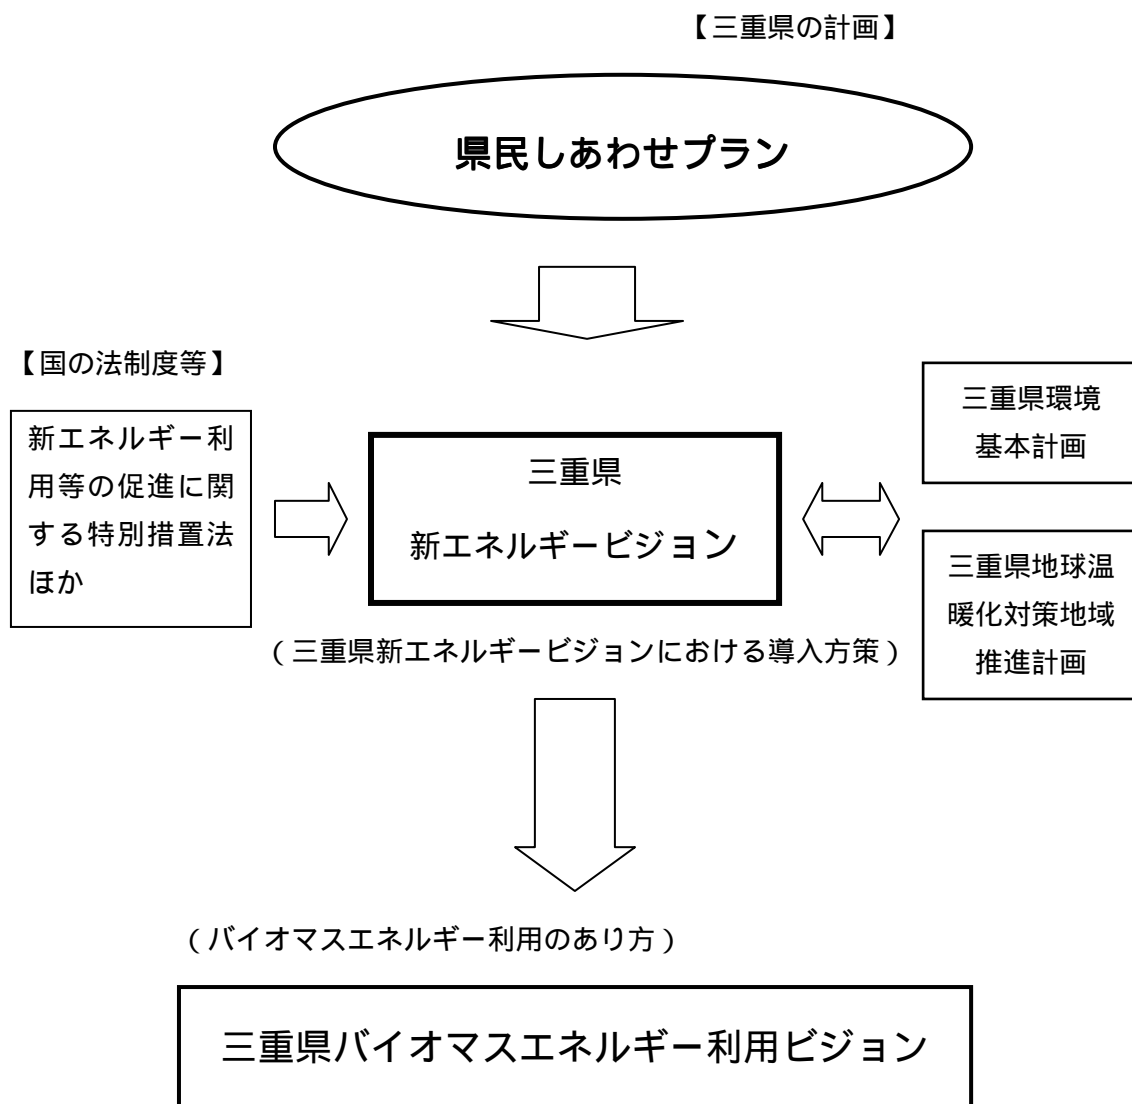 【三重県の計画】
県民しあわせプラン
【国の法制度等】
新エネルギー利
用等の促進に関
する特別措置法
ほか
三重県
新エネルギービジョン
三重県環境
基本計画
三重県地球温
暖化対策地域
推進計画
（三重県新エネルギービジョンにおける導入方策）
（バイオマスエネルギー利用のあり方）
三重県バイオマスエネルギー利用ビジョン